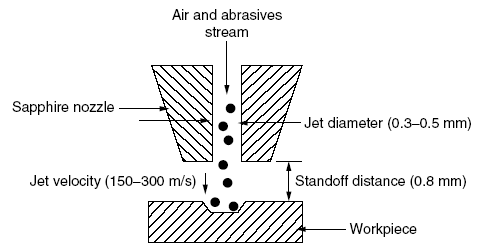 Air and abrasives
stream
Sapphire nozzle
Jet diameter (0.3–0.5 mm)
Jet velocity (150–300 m/s)
Standoff distance (0.8 mm)
Workpiece